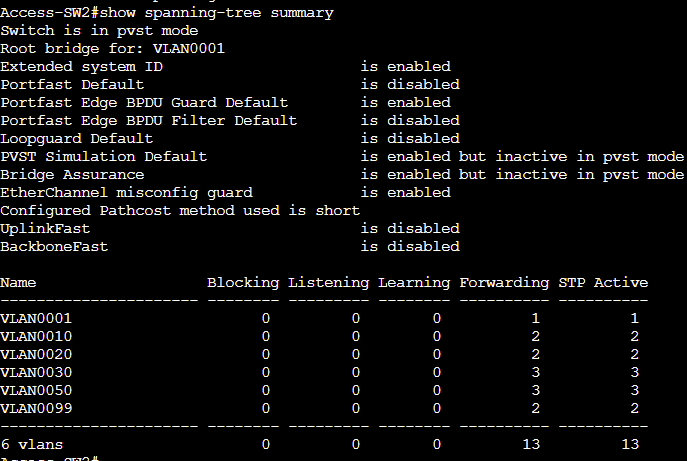 Access-SW2#show spanning-tree summary
Switch is in pvst mode
Root bridge for: VLAN0001
Extended system ID                      is enabled
Portfast Default                        is disabled
Portfast Edge BPDU Guard Default        is enabled
Portfast Edge BPDU Filter Default       is disabled
Loopguard Default                       is disabled
PVST Simulation Default                 is enabled but inactive in pvst mode
Bridge Assurance                        is enabled but inactive in pvst mode
EtherChannel misconfig guard            is enabled
Configured Pathcost method used is short
UplinkFast                              is disabled
BackboneFast                            is disabled
Name                   Blocking Listening Learning Forwarding STP Active
---------------------- -------- --------- -------- ---------- ----------
VLAN0001                     0         0        0          1          1
VLAN0010                     0         0        0          2          2
VLAN0020                     0         0        0          2          2
VLAN0030                     0         0        0          3          3
VLAN0050                     0         0        0          3          3
VLAN0099                     0         0        0          2          2
---------------------- -------- --------- -------- ---------- ----------
6 vlans                      0         0        0         13         13
Access-SW2#